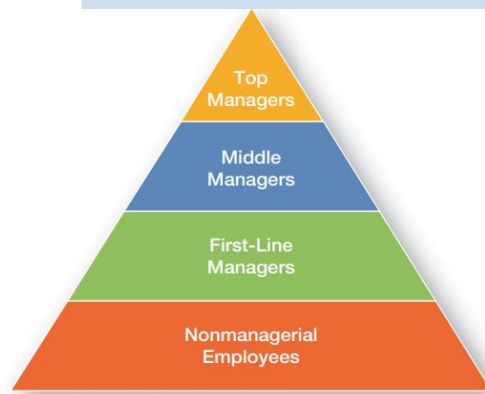 Top
Managers
Middle
Managers
First-Line
Managers
Nonmanagerial
Employees